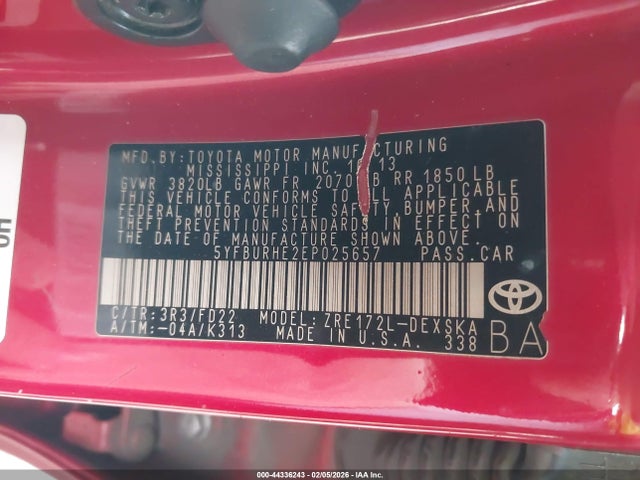 MFD. BY: TOYOTA MOTOR MANUFACTURING
MISSISSIPPI INC. 13
GVWR 3820LB GAWR FR 2070 B RR 1850 LB
THIS VEHICLE CONFORMS TO ALL APPLICABLE
FEDERAL MOTOR VEHICLE SAFETY, BUMPER AND
THEFT PREVENTION STANDARDS IN EFFECT ON
THE DATE OF MANUFACTURE SHOWN ABOVE.
5YFBURHE2EP025657 PASS.CAR
C/TR: 3R3/FD22 MODEL: ZRE172L-DEXSKA
A/TM: -04A/K313 MADE IN U.S.A. 338
BA
000-44336243 - 02/05/2026 - IAA, Inc.